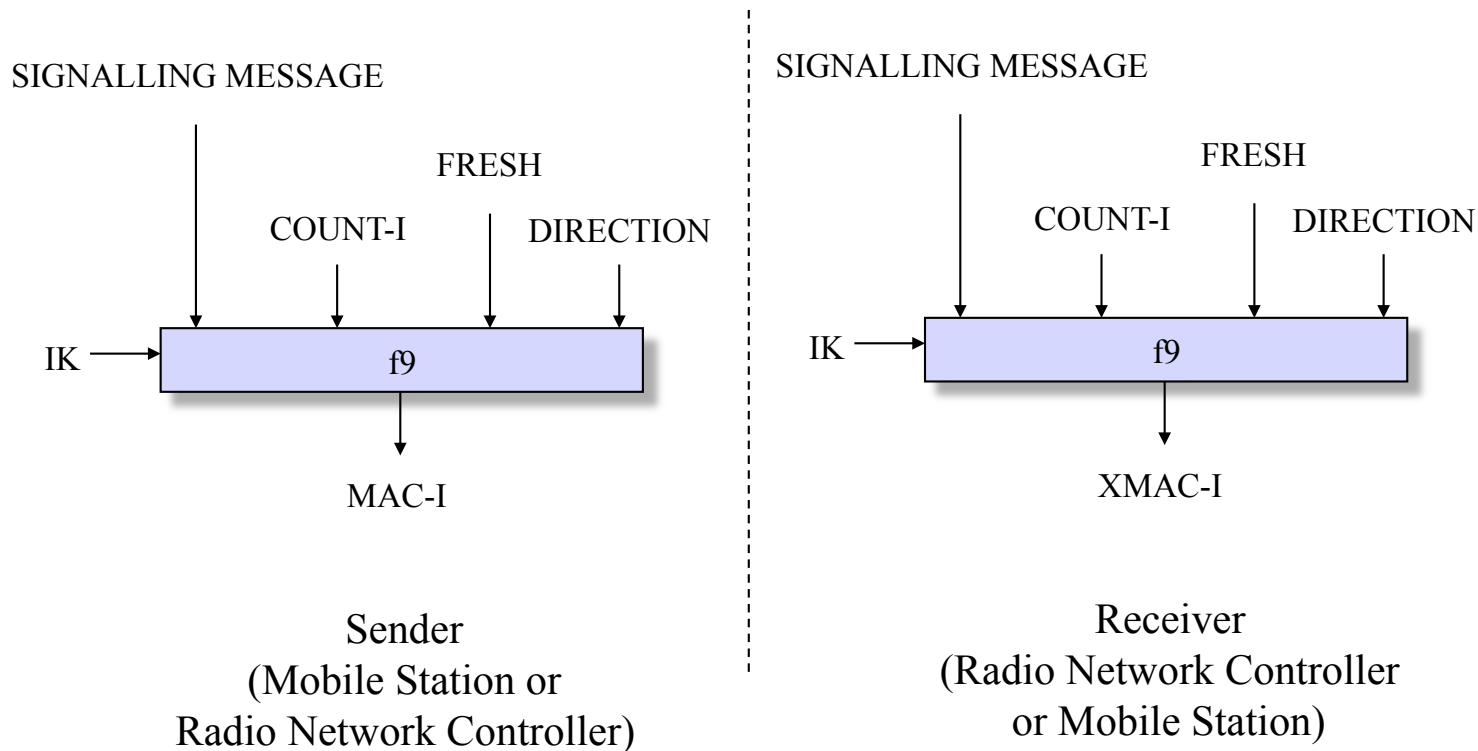 SIGNALLING MESSAGE
FRESH
COUNT-I
DIRECTION
IK
f9
MAC-I
Sender
(Mobile Station or
Radio Network Controller)
SIGNALLING MESSAGE
FRESH
COUNT-I
DIRECTION
IK
f9
XMAC-I
Receiver
(Radio Network Controller
or Mobile Station)